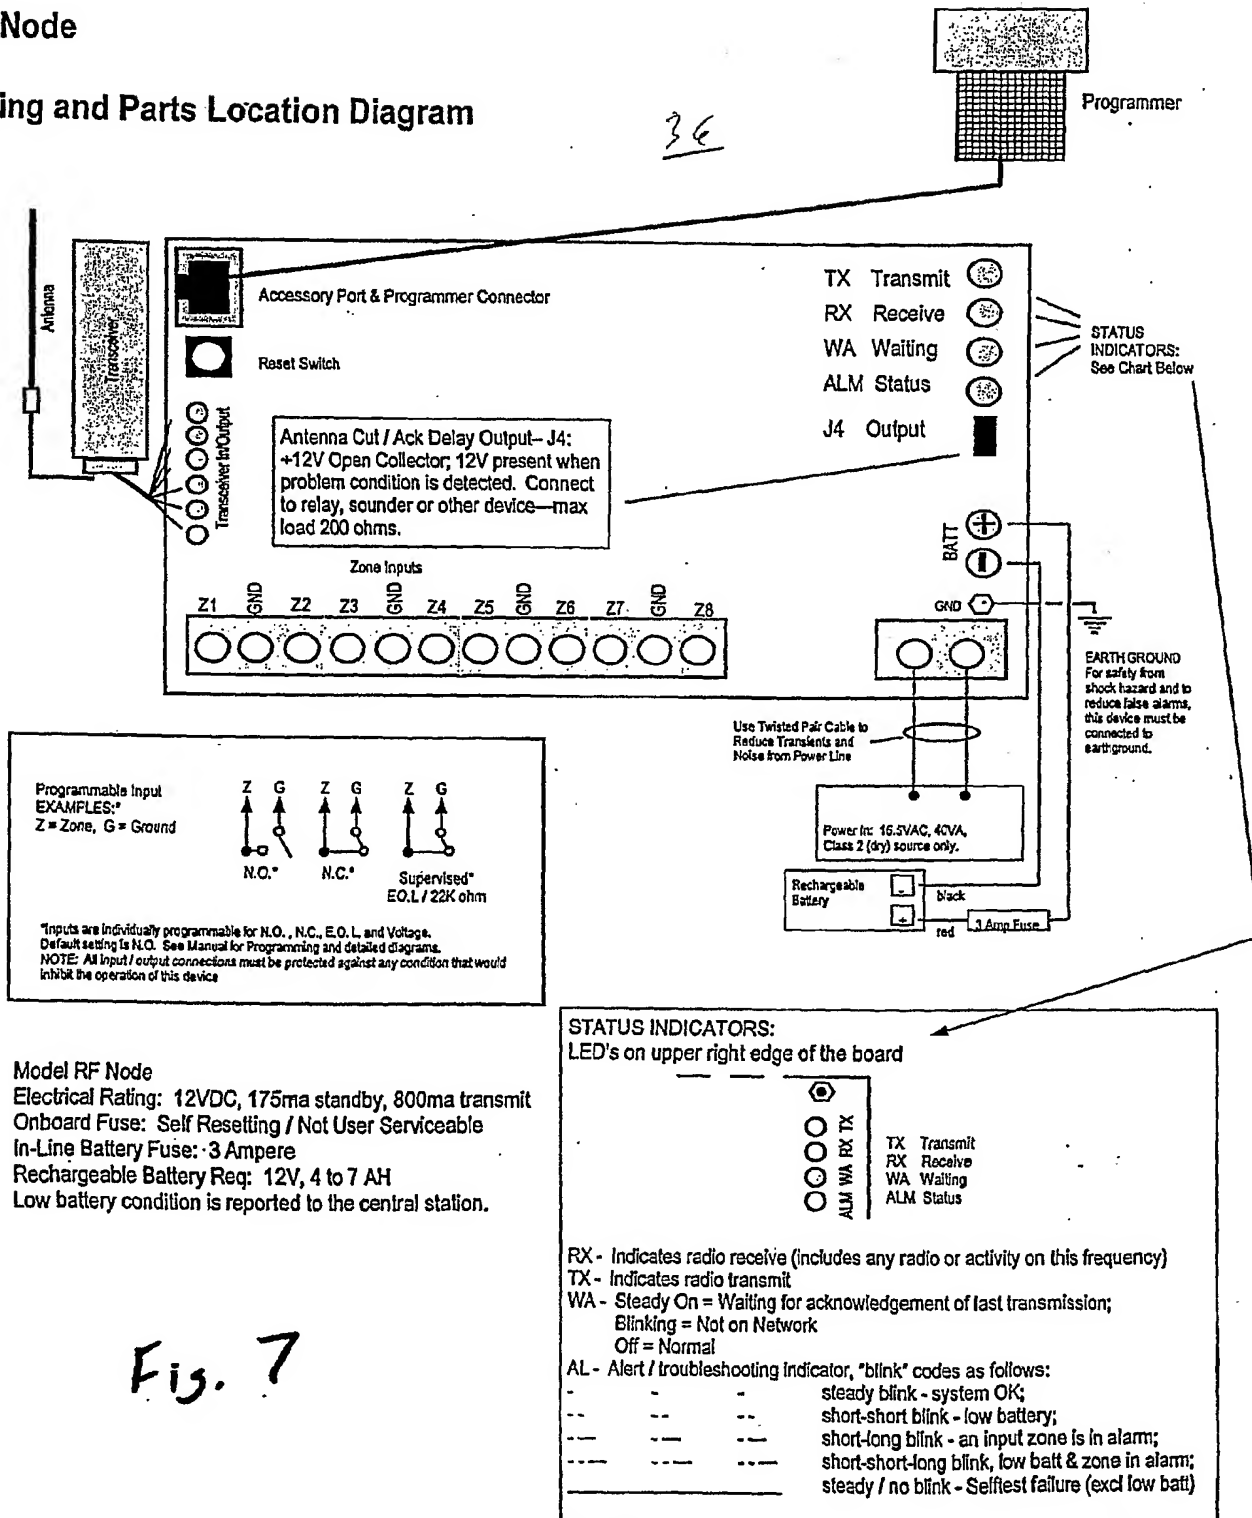 Node
ing and Parts Location Diagram
36
Programmer
Antenna
Transceiver
Accessory Port & Programmer Connector
Reset Switch
Transceiver In/Output
TX Transmit
RX Receive
WA Waiting
ALM Status
J4 Output
STATUS
INDICATORS:
See Chart Below
Antenna Cut / Ack Delay Output– J4:
+12V Open Collector; 12V present when
problem condition is detected. Connect
to relay, sounder or other device—max
load 200 ohms.
BATT
+
-
GND
Zone Inputs
Z1 GND Z2 Z3 GND Z4 Z5 GND Z6 Z7 GND Z8
EARTH GROUND
For safety from
shock hazard and to
reduce false alarms,
this device must be
connected to
earth ground.
Use Twisted Pair Cable to
Reduce Transients and
Noise from Power Line
Power In: 16.5VAC, 40VA,
Class 2 (dry) source only.
Rechargeable
Battery
-
black
+
red
3 Amp Fuse
Programmable Input
EXAMPLES:*
Z = Zone, G = Ground
Z G Z G Z G
N.O.* N.C.* Supervised*
EO.L / 22K ohm
*Inputs are individually programmable for N.O., N.C., E.O.L, and Voltage.
Default setting is N.O. See Manual for Programming and detailed diagrams.
NOTE: All input / output connections must be protected against any condition that would
inhibit the operation of this device
Model RF Node
Electrical Rating: 12VDC, 175ma standby, 800ma transmit
Onboard Fuse: Self Resetting / Not User Serviceable
In-Line Battery Fuse: 3 Ampere
Rechargeable Battery Req: 12V, 4 to 7 AH
Low battery condition is reported to the central station.
Fig. 7
STATUS INDICATORS:
LED's on upper right edge of the board
ALM WA RX TX
TX Transmit
RX Receive
WA Waiting
ALM Status
RX - Indicates radio receive (includes any radio or activity on this frequency)
TX - Indicates radio transmit
WA - Steady On = Waiting for acknowledgement of last transmission;
Blinking = Not on Network
Off = Normal
AL - Alert / troubleshooting indicator, "blink" codes as follows:
steady blink - system OK;
short-short blink - low battery;
short-long blink - an input zone is in alarm;
short-short-long blink, low batt & zone in alarm;
steady / no blink - Selftest failure (excl low batt)